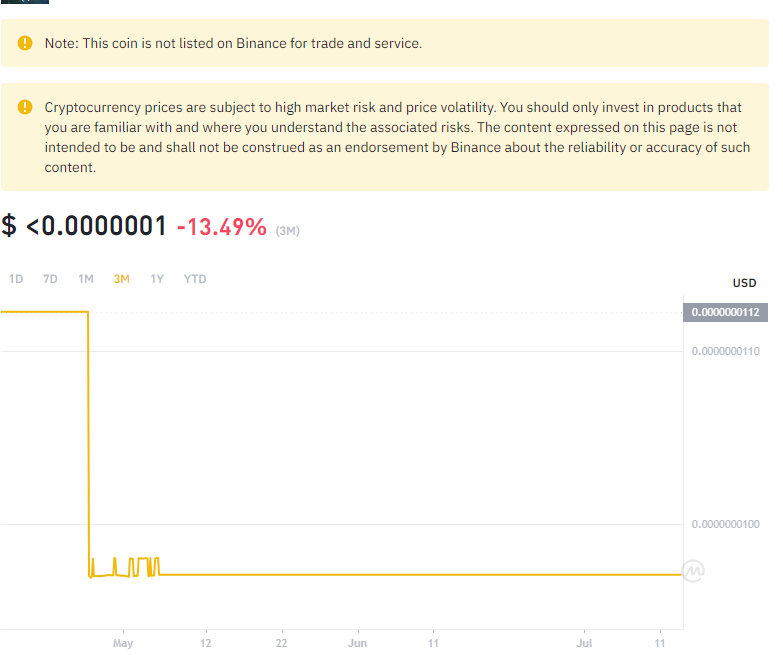 Note: This coin is not listed on Binance for trade and service.
Cryptocurrency prices are subject to high market risk and price volatility. You should only invest in products that
you are familiar with and where you understand the associated risks. The content expressed on this page is not
intended to be and shall not be construed as an endorsement by Binance about the reliability or accuracy of such
content.
$ <0.0000001 -13.49% (3M)
1D 7D 1M 3M 1Y YTD
USD
0.0000000112
0.0000000110
0.0000000100
May 12 22 Jun 11 Jul 11